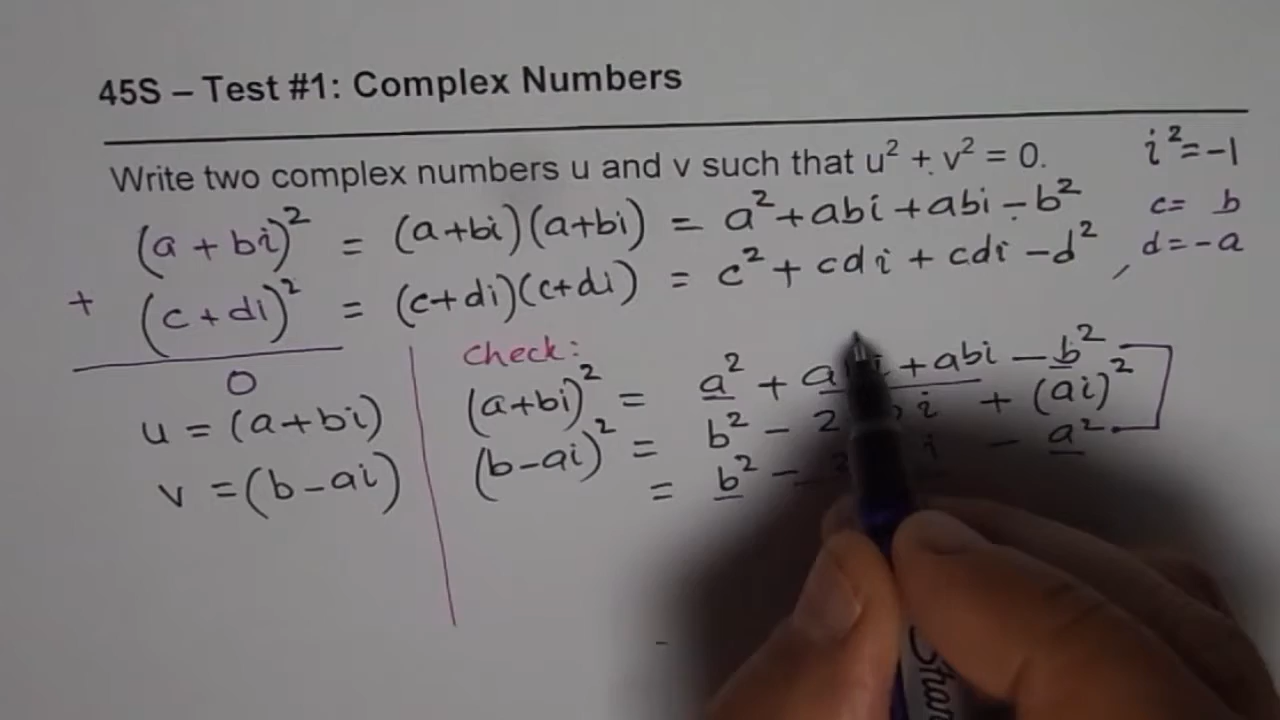 45S – Test #1: Complex Numbers
Write two complex numbers u and v such that u² + v² = 0.
i² = -1
(a + bi)² = (a+bi)(a+bi) = a² + abi + abi - b²
c = b
+ (c + di)² = (c+di)(c+di) = c² + cdi + cdi - d² , d = -a
0
u = (a + bi)
v = (b - ai)
Check:
(a+bi)² = a² + a i + abi - b²
(b-ai)² = b² - 2 i + (ai)²
= b² - i - a²
Shar